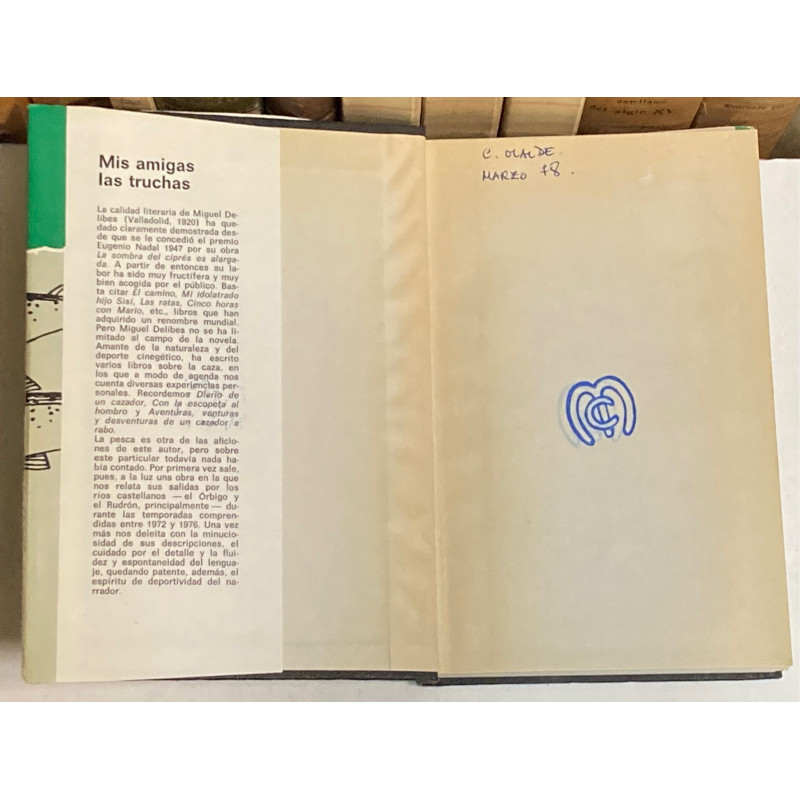 Mis amigas
las truchas
La calidad literaria de Miguel De-
libes (Valladolid, 1920) ha que-
dado claramente demostrada des-
de que se le concedió el premio
Eugenio Nadal 1947 por su obra
La sombra del ciprés es alarga-
da. A partir de entonces su la-
bor ha sido muy fructífera y muy
bien acogida por el público. Bas-
ta citar El camino, Mi idolatrado
hijo Sisí, Las ratas, Cinco horas
con Mario, etc., libros que han
adquirido un renombre mundial.
Pero Miguel Delibes no se ha li-
mitado al campo de la novela.
Amante de la naturaleza y del
deporte cinegético, ha escrito
varios libros sobre la caza, en
los que a modo de agenda nos
cuenta diversas experiencias per-
sonales. Recordemos Diario de
un cazador, Con la escopeta al
hombro y Aventuras, venturas
y desventuras de un cazador a
rabo.
La pesca es otra de las aficio-
nes de este autor, pero sobre
este particular todavía nada ha-
bía contado. Por primera vez sale,
pues, a la luz una obra en la que
nos relata sus salidas por los
ríos castellanos —el Órbigo y
el Rudrón, principalmente— du-
rante las temporadas compren-
didas entre 1972 y 1976. Una vez
más nos deleita con la minucio-
sidad de sus descripciones, el
cuidado por el detalle y la flui-
dez y espontaneidad del lengua-
je, quedando patente, además, el
espíritu de deportividad del na-
rrador.
C. OLALDE.
MARZO 78.
siglo XV